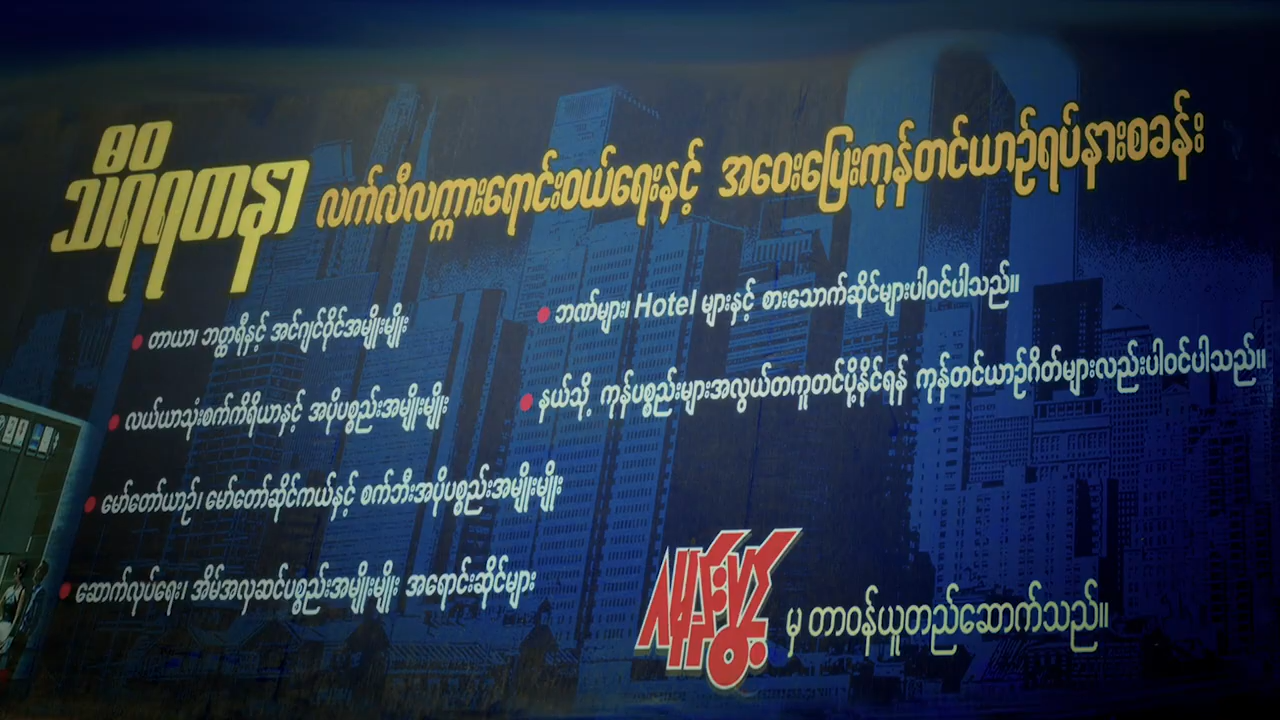 သီရိရတနာ လက်လီလက္ကားရောင်းဝယ်ရေးနှင့် အဝေးပြေးကုန်တင်ယာဉ်ရပ်နားစခန်း
တာယာ၊ ဘတ္ထရီနှင့် အင်ဂျင်ဝိုင်အမျိုးမျိုး
လယ်ယာသုံးစက်ကိရိယာနှင့် အပိုပစ္စည်းအမျိုးမျိုး
မော်တော်ယာဉ်၊ မော်တော်ဆိုင်ကယ်နှင့် စက်ဘီးအပိုပစ္စည်းအမျိုးမျိုး
ဆောက်လုပ်ရေး၊ အိမ်အလှဆင်ပစ္စည်းအမျိုးမျိုး အရောင်းဆိုင်များ
ဘဏ်များ၊ Hotel များနှင့် စားသောက်ဆိုင်များပါဝင်ပါသည်။
နယ်သို့ ကုန်ပစ္စည်းများအလွယ်တကူတင်ပို့နိုင်ရန် ကုန်တင်ယာဉ်ဂိတ်များလည်းပါဝင်ပါသည်။
မှ တာဝန်ယူတည်ဆောက်သည်။